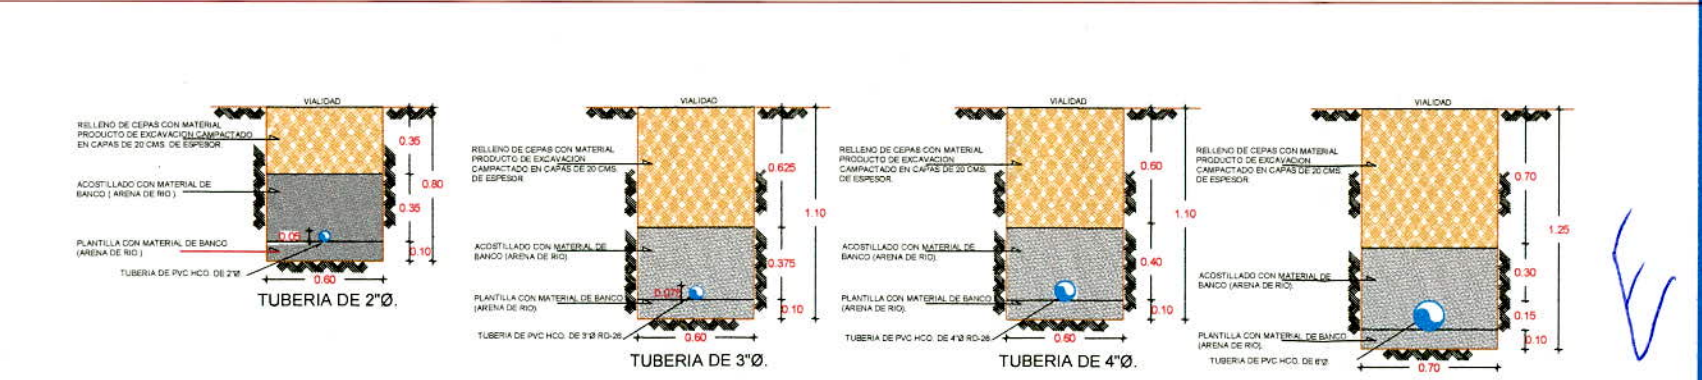 VIALIDAD
RELLENO DE CEPAS CON MATERIAL
PRODUCTO DE EXCAVACION CAMPACTADO
EN CAPAS DE 20 CMS. DE ESPESOR.
0.35
0.80
ACOSTILLADO CON MATERIAL DE
BANCO ( ARENA DE RIO )
0.35
0.05
PLANTILLA CON MATERIAL DE BANCO
(ARENA DE RIO )
0.10
TUBERIA DE PVC HCO. DE 2"Ø
0.60
TUBERIA DE 2"Ø.
VIALIDAD
RELLENO DE CEPAS CON MATERIAL
PRODUCTO DE EXCAVACION
CAMPACTADO EN CAPAS DE 20 CMS.
DE ESPESOR.
0.625
1.10
ACOSTILLADO CON MATERIAL DE
BANCO (ARENA DE RIO).
0.375
0.075
PLANTILLA CON MATERIAL DE BANCO
(ARENA DE RIO).
0.10
TUBERIA DE PVC HCO. DE 3"Ø RD-26
0.60
TUBERIA DE 3"Ø.
VIALIDAD
RELLENO DE CEPAS CON MATERIAL
PRODUCTO DE EXCAVACION
CAMPACTADO EN CAPAS DE 20 CMS.
DE ESPESOR.
0.60
1.10
ACOSTILLADO CON MATERIAL DE
BANCO (ARENA DE RIO).
0.40
PLANTILLA CON MATERIAL DE BANCO
(ARENA DE RIO).
0.10
TUBERIA DE PVC HCO. DE 4"Ø RD-26
0.60
TUBERIA DE 4"Ø.
VIALIDAD
RELLENO DE CEPAS CON MATERIAL
PRODUCTO DE EXCAVACION
CAMPACTADO EN CAPAS DE 20 CMS.
DE ESPESOR.
0.70
1.25
ACOSTILLADO CON MATERIAL DE
BANCO (ARENA DE RIO).
0.30
0.15
PLANTILLA CON MATERIAL DE BANCO
(ARENA DE RIO).
0.10
TUBERIA DE PVC HCO. DE 6"Ø
0.70